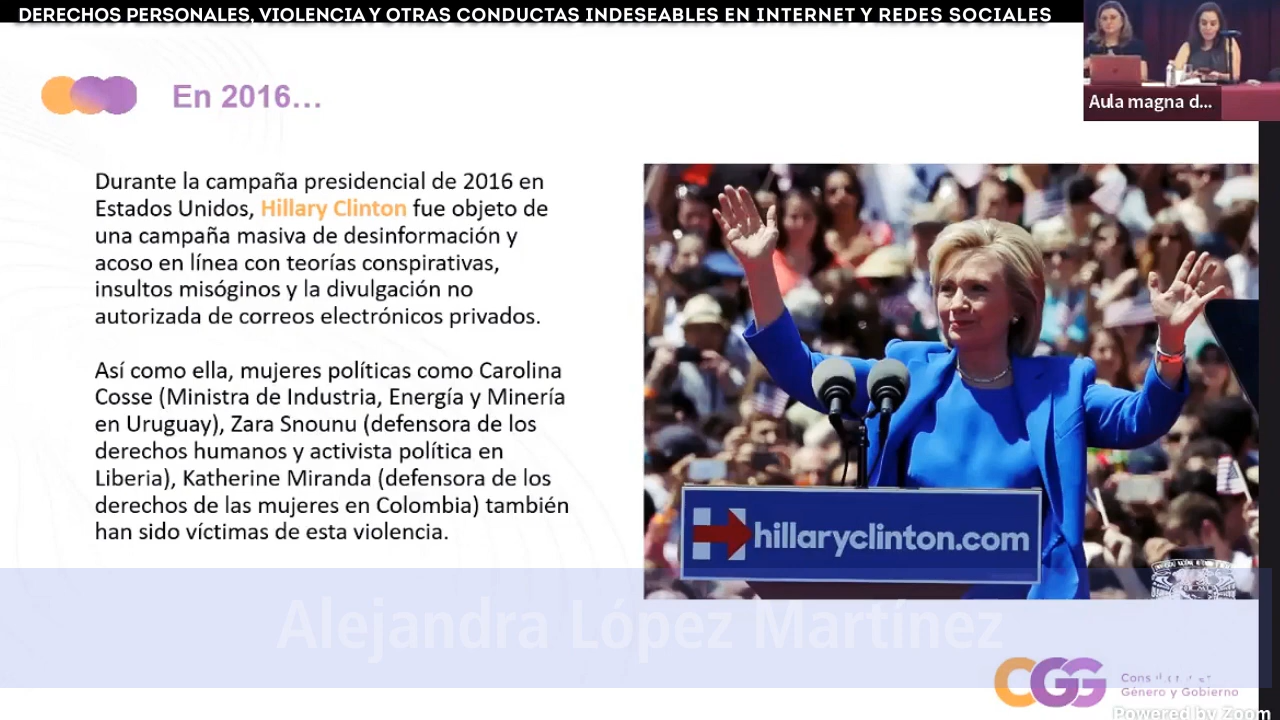 DERECHOS PERSONALES, VIOLENCIA Y OTRAS CONDUCTAS INDESEABLES EN INTERNET Y REDES SOCIALES
Aula magna d...
En 2016...
Durante la campaña presidencial de 2016 en
Estados Unidos, Hillary Clinton fue objeto de
una campaña masiva de desinformación y
acoso en línea con teorías conspirativas,
insultos misóginos y la divulgación no
autorizada de correos electrónicos privados.
Así como ella, mujeres políticas como Carolina
Cosse (Ministra de Industria, Energía y Minería
en Uruguay), Zara Snounu (defensora de los
derechos humanos y activista política en
Liberia), Katherine Miranda (defensora de los
derechos de las mujeres en Colombia) también
han sido víctimas de esta violencia.
hillaryclinton.com
Alejandra López Martínez
CGG
Género y Gobierno
Powered by Zoom